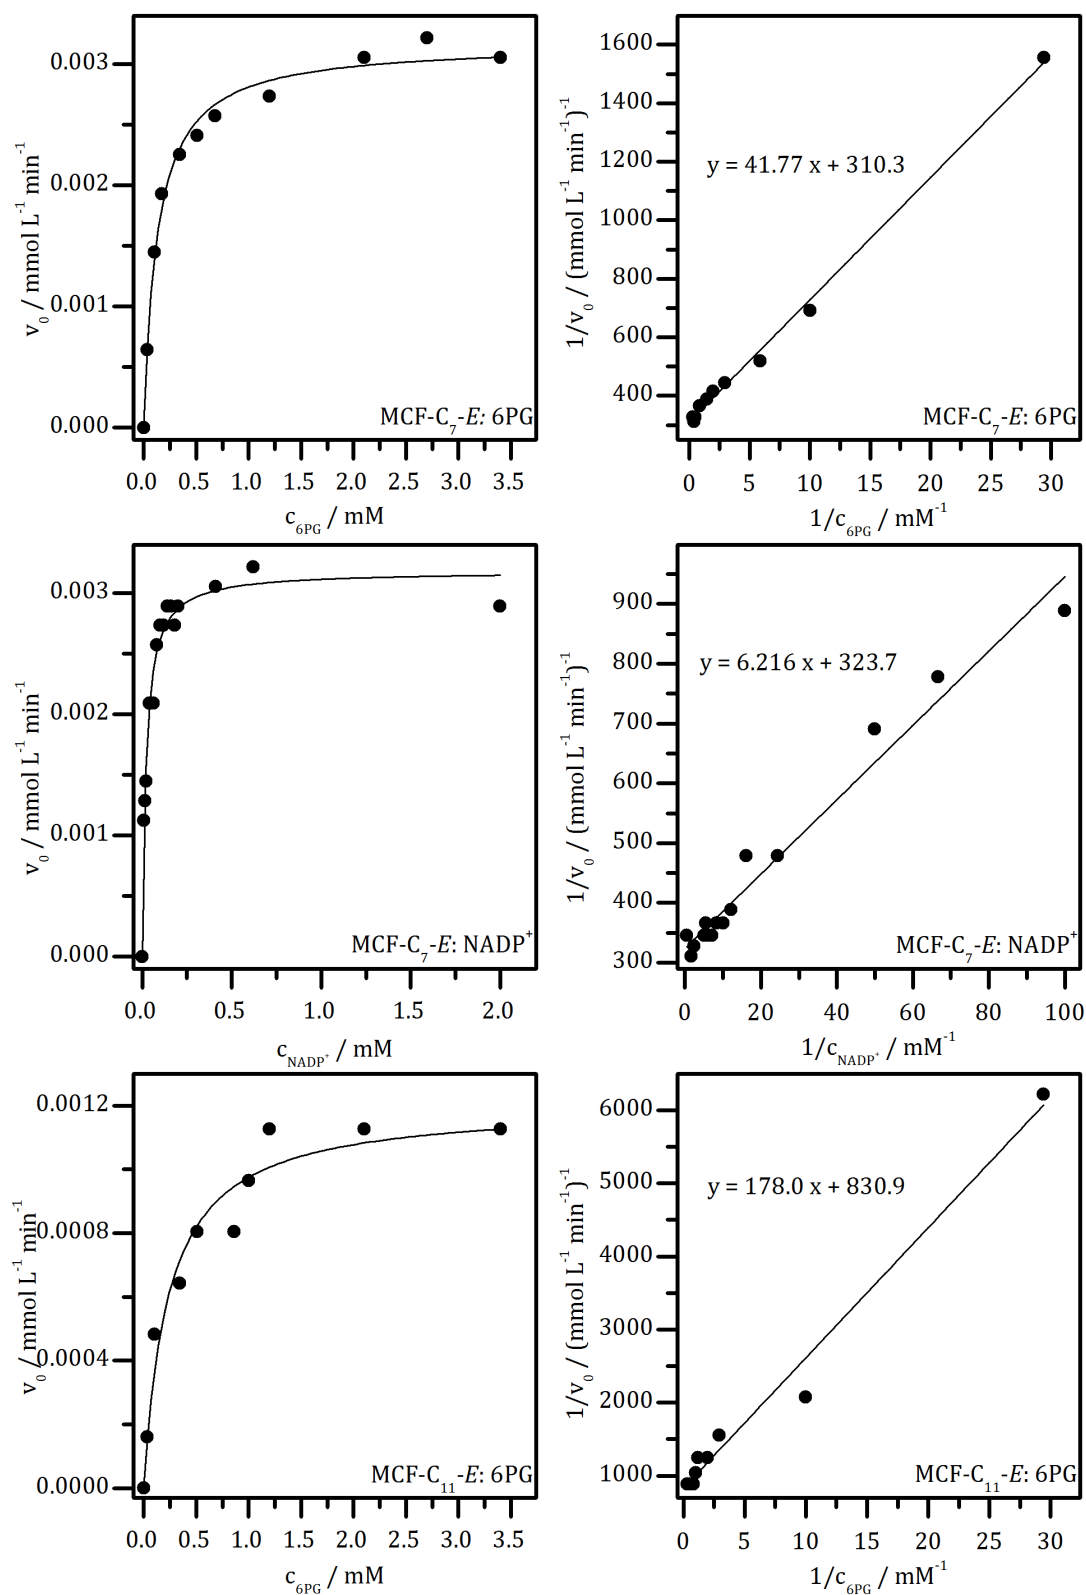 0.003
0.002
0.001
0.000
v₀ / mmol L⁻¹ min⁻¹
MCF-C₇-E: 6PG
0.0 0.5 1.0 1.5 2.0 2.5 3.0 3.5
c₆PG / mM
1600
1400
1200
1000
800
600
400
1/v₀ / (mmol L⁻¹ min⁻¹)⁻¹
y = 41.77 x + 310.3
MCF-C₇-E: 6PG
0 5 10 15 20 25 30
1/c₆PG / mM⁻¹
0.003
0.002
0.001
0.000
v₀ / mmol L⁻¹ min⁻¹
MCF-C₇-E: NADP⁺
0.0 0.5 1.0 1.5 2.0
c NADP⁺ / mM
900
800
700
600
500
400
300
1/v₀ / (mmol L⁻¹ min⁻¹)⁻¹
y = 6.216 x + 323.7
MCF-C₇-E: NADP⁺
0 20 40 60 80 100
1/c NADP⁺ / mM⁻¹
0.0012
0.0008
0.0004
0.0000
v₀ / mmol L⁻¹ min⁻¹
MCF-C₁₁-E: 6PG
0.0 0.5 1.0 1.5 2.0 2.5 3.0 3.5
c₆PG / mM
6000
5000
4000
3000
2000
1000
1/v₀ / (mmol L⁻¹ min⁻¹)⁻¹
y = 178.0 x + 830.9
MCF-C₁₁-E: 6PG
0 5 10 15 20 25 30
1/c₆PG / mM⁻¹